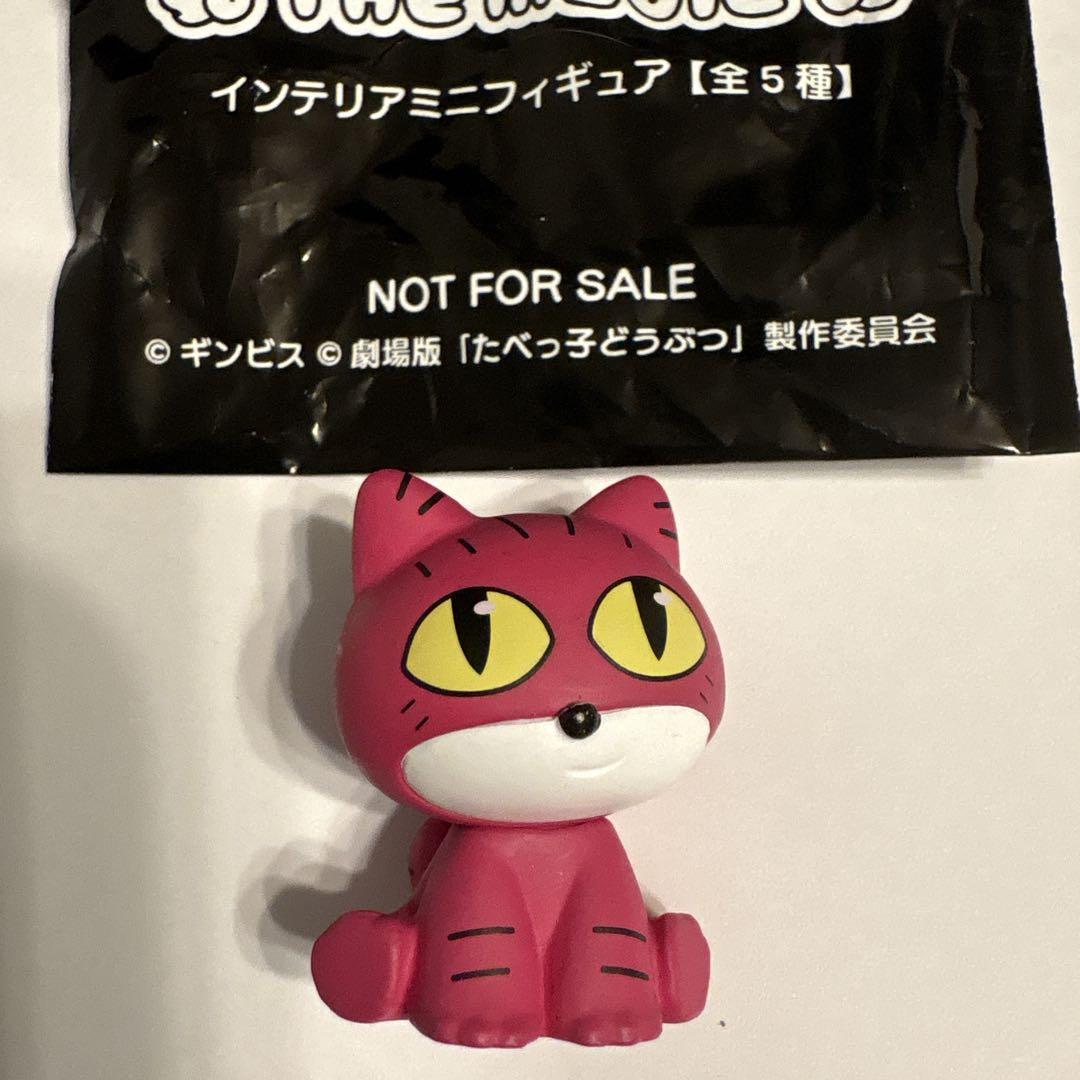 THE MOVIE
インテリアミニフィギュア【全5種】
NOT FOR SALE
©ギンビス©劇場版「たべっ子どうぶつ」製作委員会